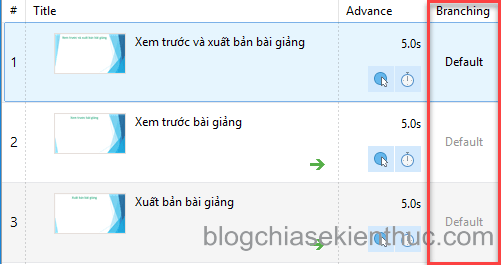 # Title Advance Branching
1 Xem trước và xuất bản bài giảng 5.0s Default
2 Xem trước bài giảng 5.0s Default
3 Xuất bản bài giảng 5.0s Default
blogchiasekienthuc.com